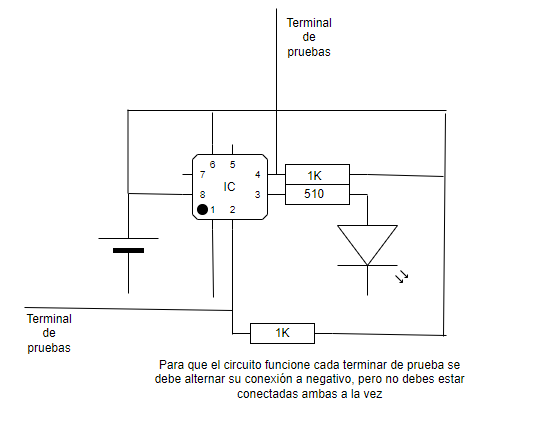 Terminal
de
pruebas
6 5
7 4
IC
1K
8 3
510
1 2
Terminal
de
pruebas
1K
Para que el circuito funcione cada terminar de prueba se
debe alternar su conexión a negativo, pero no debes estar
conectadas ambas a la vez